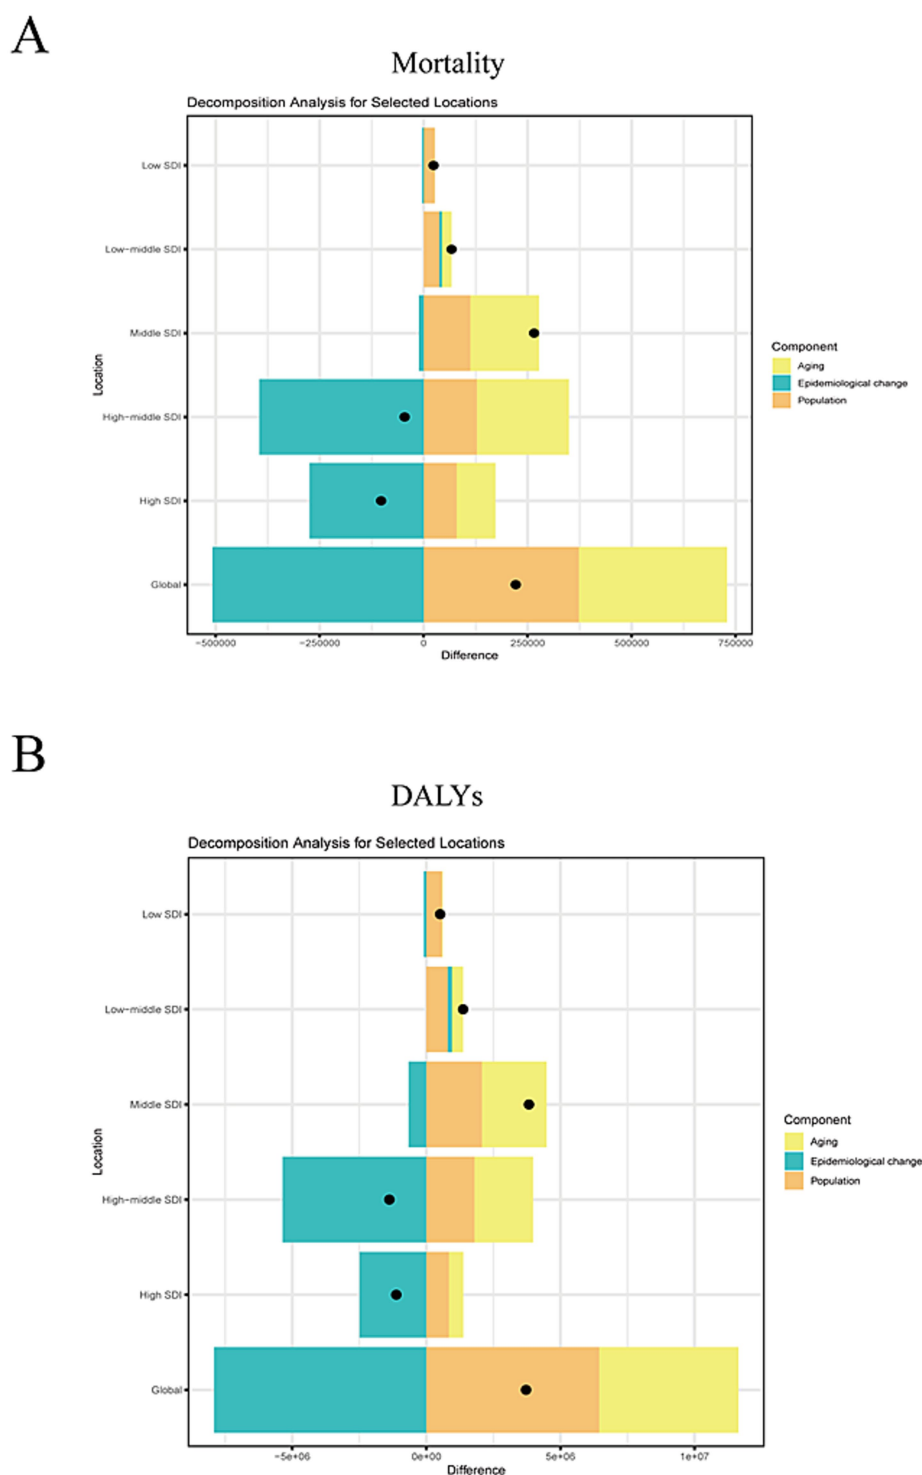 A
Mortality
Decomposition Analysis for Selected Locations
Low SDI
Low−middle SDI
Middle SDI
High−middle SDI
High SDI
Global
Location
−500000
−250000
0
250000
500000
750000
Difference
Component
Aging
Epidemiological change
Population
B
DALYs
Decomposition Analysis for Selected Locations
Low SDI
Low−middle SDI
Middle SDI
High−middle SDI
High SDI
Global
Location
−5e+06
0e+00
5e+06
1e+07
Difference
Component
Aging
Epidemiological change
Population